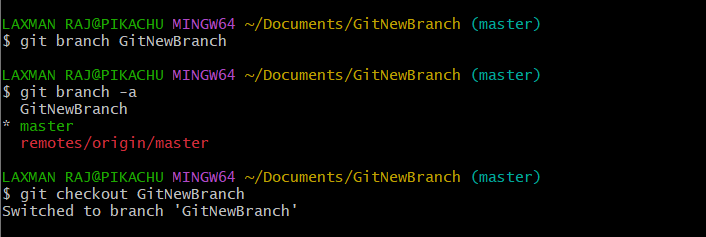 LAXMAN RAJ@PIKACHU MINGW64 ~/Documents/GitNewBranch (master)
$ git branch GitNewBranch
LAXMAN RAJ@PIKACHU MINGW64 ~/Documents/GitNewBranch (master)
$ git branch -a
  GitNewBranch
* master
  remotes/origin/master
LAXMAN RAJ@PIKACHU MINGW64 ~/Documents/GitNewBranch (master)
$ git checkout GitNewBranch
Switched to branch 'GitNewBranch'